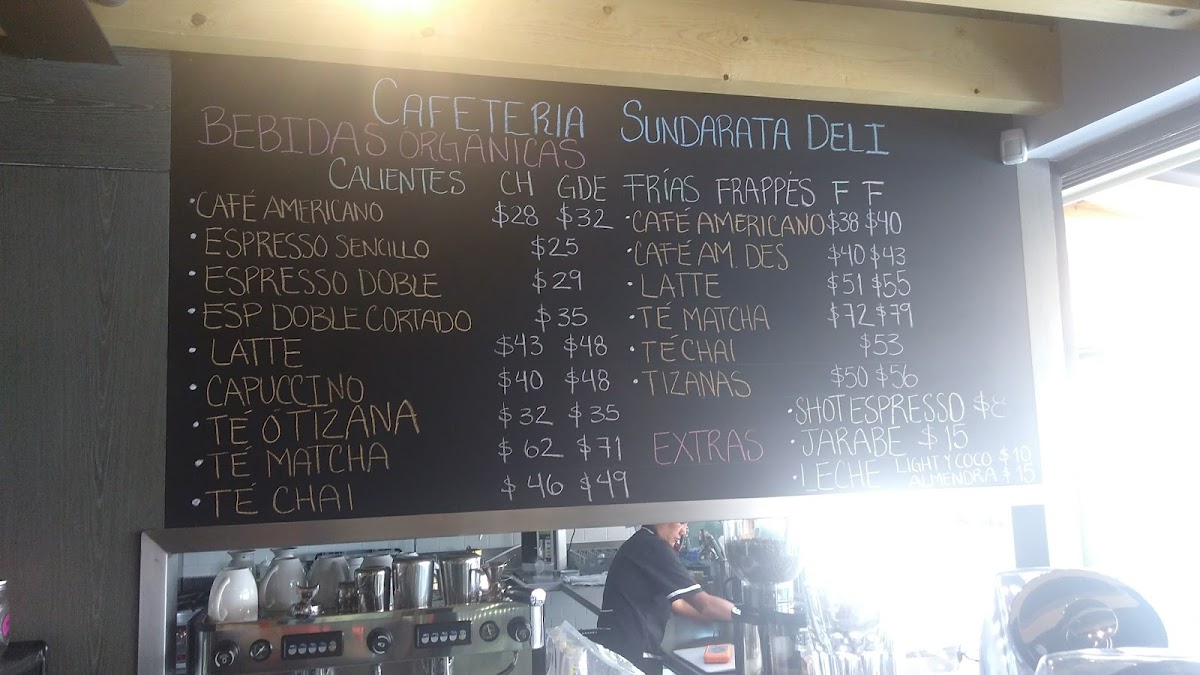 CAFETERIA SUNDARATA DELI
BEBIDAS ORGANICAS
CALIENTES CH GDE
• CAFÉ AMERICANO $28 $32
• ESPRESSO SENCILLO $25
• ESPRESSO DOBLE $29
• ESP DOBLE CORTADO $35
• LATTE $43 $48
• CAPUCCINO $40 $48
• TÉ Ó TIZANA $32 $35
• TÉ MATCHA $62 $71
• TÉ CHAI $46 $49
FRÍAS FRAPPÉS F F
• CAFÉ AMERICANO $38 $40
• CAFÉ AM. DES $40 $43
• LATTE $51 $55
• TÉ MATCHA $72 $79
• TÉ CHAI $53
• TIZANAS $50 $56
EXTRAS
• SHOT ESPRESSO
• JARABE $15
• LECHE LIGHT Y COCO $10
ALMENDRA $15